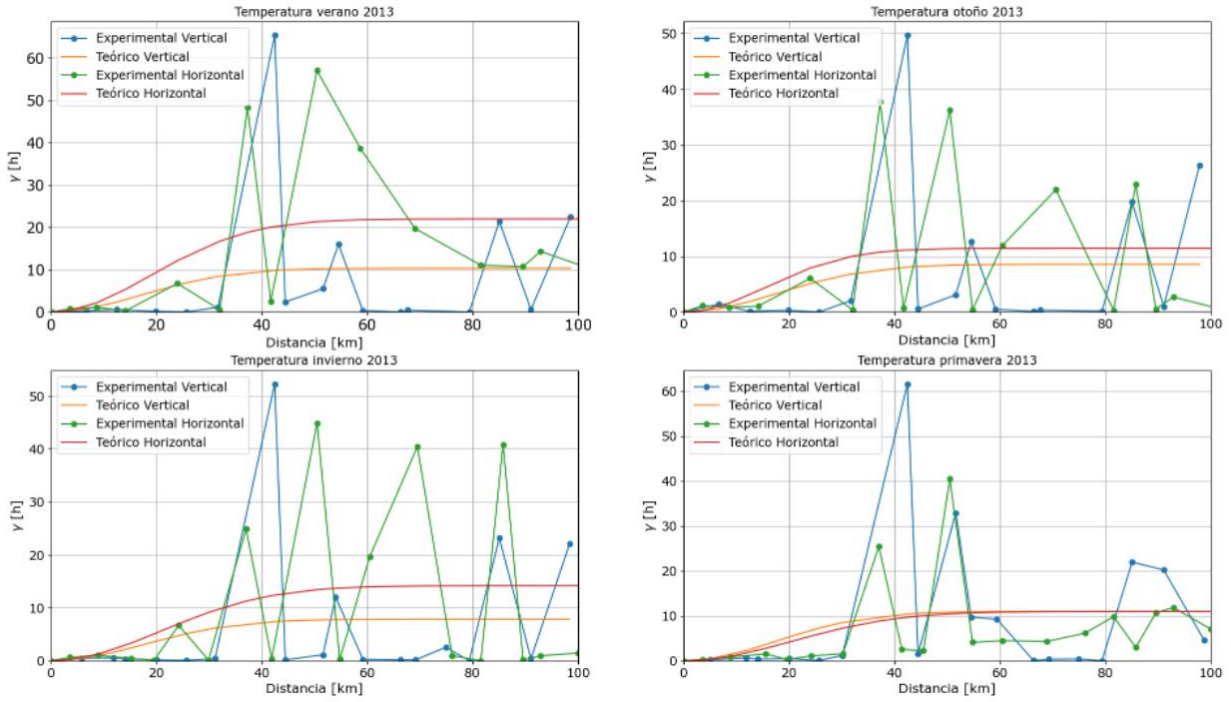 Temperatura verano 2013
Experimental Vertical
Teórico Vertical
Experimental Horizontal
Teórico Horizontal
γ [h]
60
50
40
30
20
10
0
0 20 40 60 80 100
Distancia [km]
Temperatura otoño 2013
Experimental Vertical
Teórico Vertical
Experimental Horizontal
Teórico Horizontal
γ [h]
50
40
30
20
10
0
0 20 40 60 80 100
Distancia [km]
Temperatura invierno 2013
Experimental Vertical
Teórico Vertical
Experimental Horizontal
Teórico Horizontal
γ [h]
50
40
30
20
10
0
0 20 40 60 80 100
Distancia [km]
Temperatura primavera 2013
Experimental Vertical
Teórico Vertical
Experimental Horizontal
Teórico Horizontal
γ [h]
60
50
40
30
20
10
0
0 20 40 60 80 100
Distancia [km]